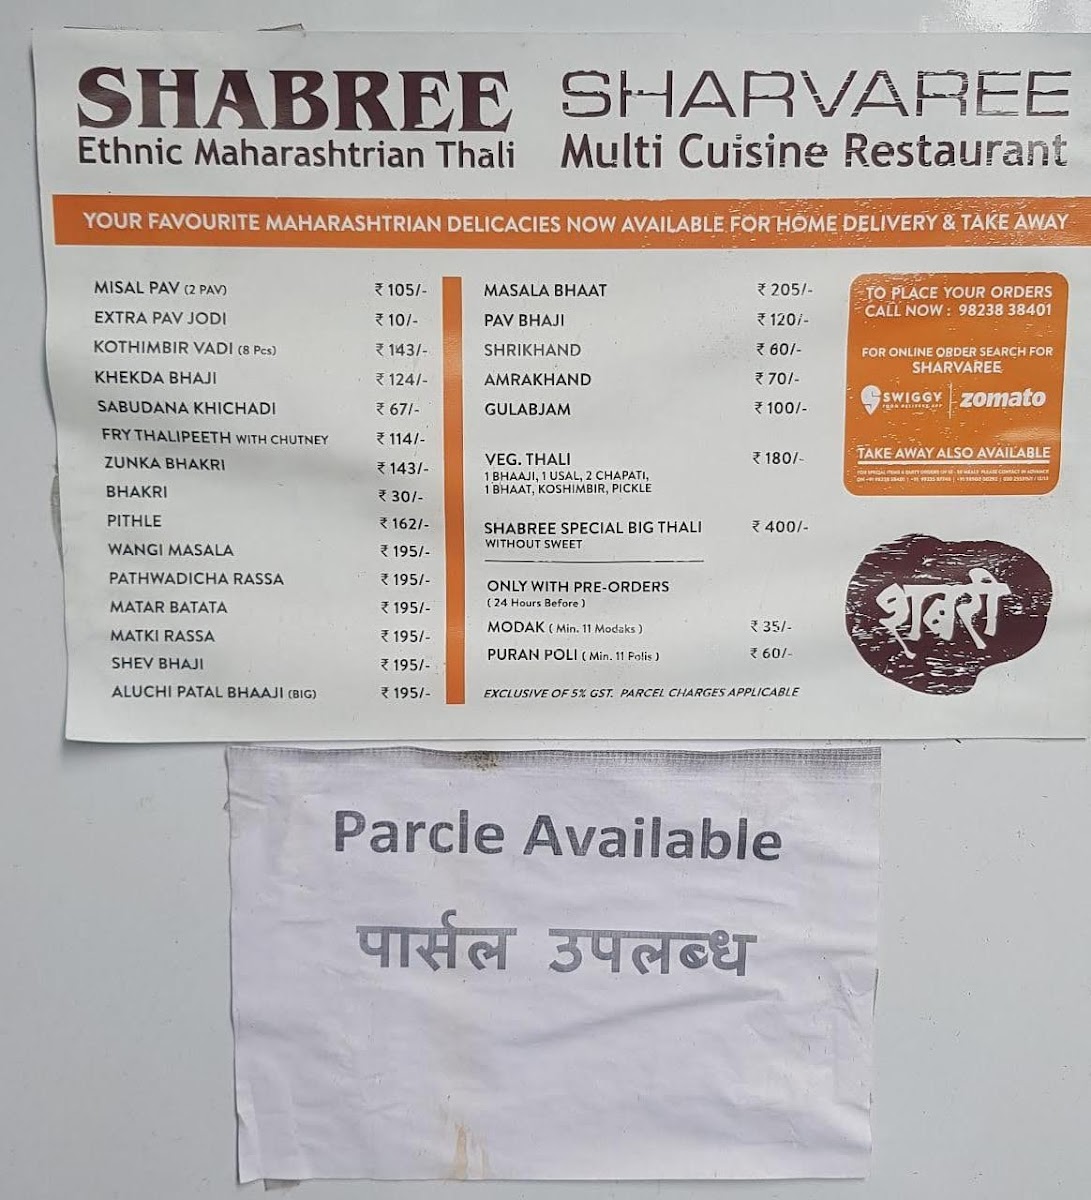 SHABREE
Ethnic Maharashtrian Thali
SHARVAREE
Multi Cuisine Restaurant
YOUR FAVOURITE MAHARASHTRIAN DELICACIES NOW AVAILABLE FOR HOME DELIVERY & TAKE AWAY
MISAL PAV (2 PAV) ₹ 105/-
EXTRA PAV JODI ₹ 10/-
KOTHIMBIR VADI (8 Pcs) ₹ 143/-
KHEKDA BHAJI ₹ 124/-
SABUDANA KHICHADI ₹ 67/-
FRY THALIPEETH WITH CHUTNEY ₹ 114/-
ZUNKA BHAKRI ₹ 143/-
BHAKRI ₹ 30/-
PITHLE ₹ 162/-
WANGI MASALA ₹ 195/-
PATHWADICHA RASSA ₹ 195/-
MATAR BATATA ₹ 195/-
MATKI RASSA ₹ 195/-
SHEV BHAJI ₹ 195/-
ALUCHI PATAL BHAAJI (BIG) ₹ 195/-
MASALA BHAAT ₹ 205/-
PAV BHAJI ₹ 120/-
SHRIKHAND ₹ 60/-
AMRAKHAND ₹ 70/-
GULABJAM ₹ 100/-
VEG. THALI ₹ 180/-
1 BHAAJI, 1 USAL, 2 CHAPATI,
1 BHAAT, KOSHIMBIR, PICKLE
SHABREE SPECIAL BIG THALI ₹ 400/-
WITHOUT SWEET
ONLY WITH PRE-ORDERS
( 24 Hours Before )
MODAK ( Min. 11 Modaks ) ₹ 35/-
PURAN POLI ( Min. 11 Polis ) ₹ 60/-
EXCLUSIVE OF 5% GST. PARCEL CHARGES APPLICABLE
TO PLACE YOUR ORDERS
CALL NOW : 98238 38401
FOR ONLINE ORDER SEARCH FOR
SHARVAREE
SWIGGY
zomato
TAKE AWAY ALSO AVAILABLE
शबरी
Parcle Available
पार्सल उपलब्ध